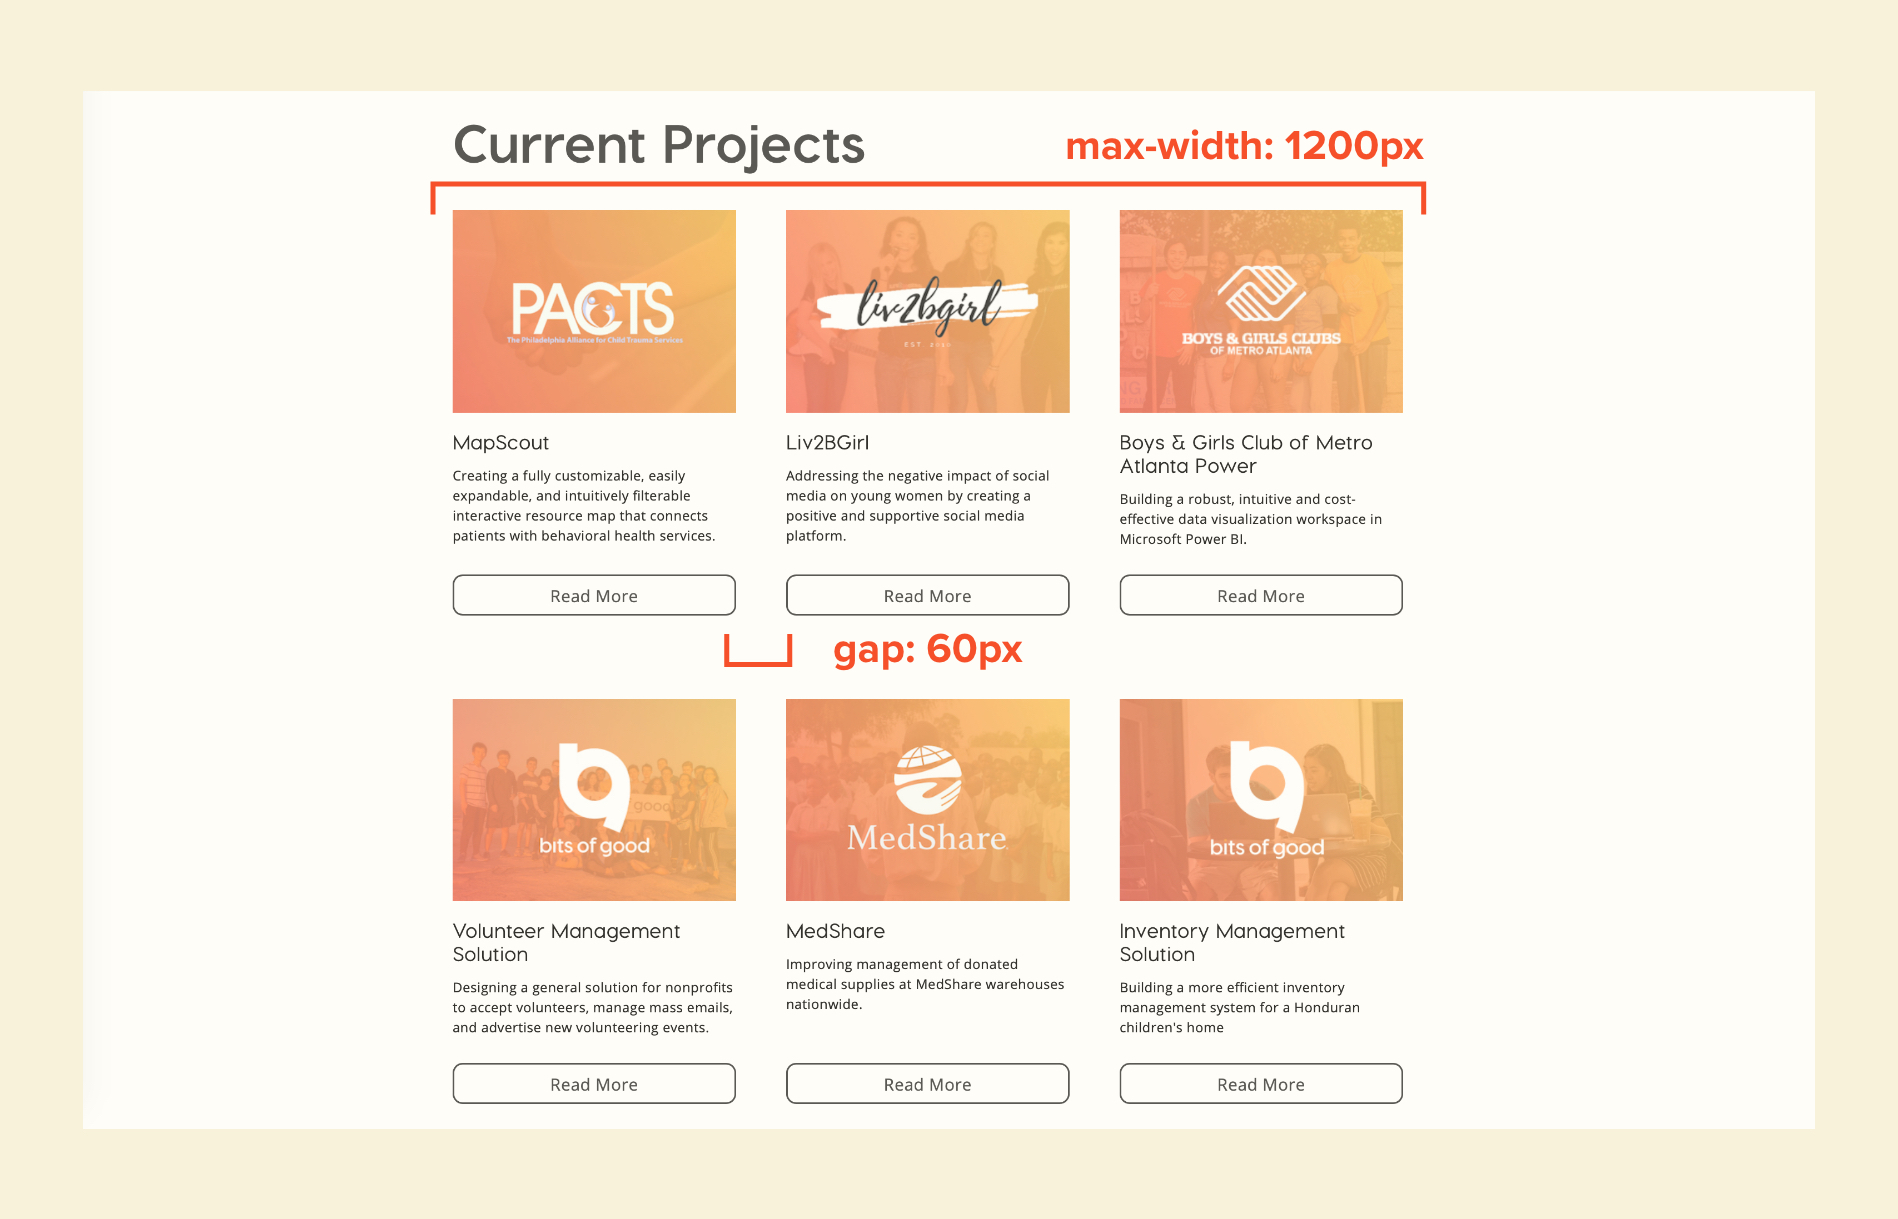 Current Projects
max-width: 1200px
PACTS
The Philadelphia Alliance for Child Trauma Services
liv2bgirl
EST 2010
BOYS & GIRLS CLUBS
OF METRO ATLANTA
MapScout
Creating a fully customizable, easily
expandable, and intuitively filterable
interactive resource map that connects
patients with behavioral health services.
Read More
Liv2BGirl
Addressing the negative impact of social
media on young women by creating a
positive and supportive social media
platform.
Read More
Boys & Girls Club of Metro
Atlanta Power
Building a robust, intuitive and cost-
effective data visualization workspace in
Microsoft Power BI.
Read More
gap: 60px
good
bits of good
MedShare
bits of good
Volunteer Management
Solution
Designing a general solution for nonprofits
to accept volunteers, manage mass emails,
and advertise new volunteering events.
Read More
MedShare
Improving management of donated
medical supplies at MedShare warehouses
nationwide.
Read More
Inventory Management
Solution
Building a more efficient inventory
management system for a Honduran
children's home
Read More